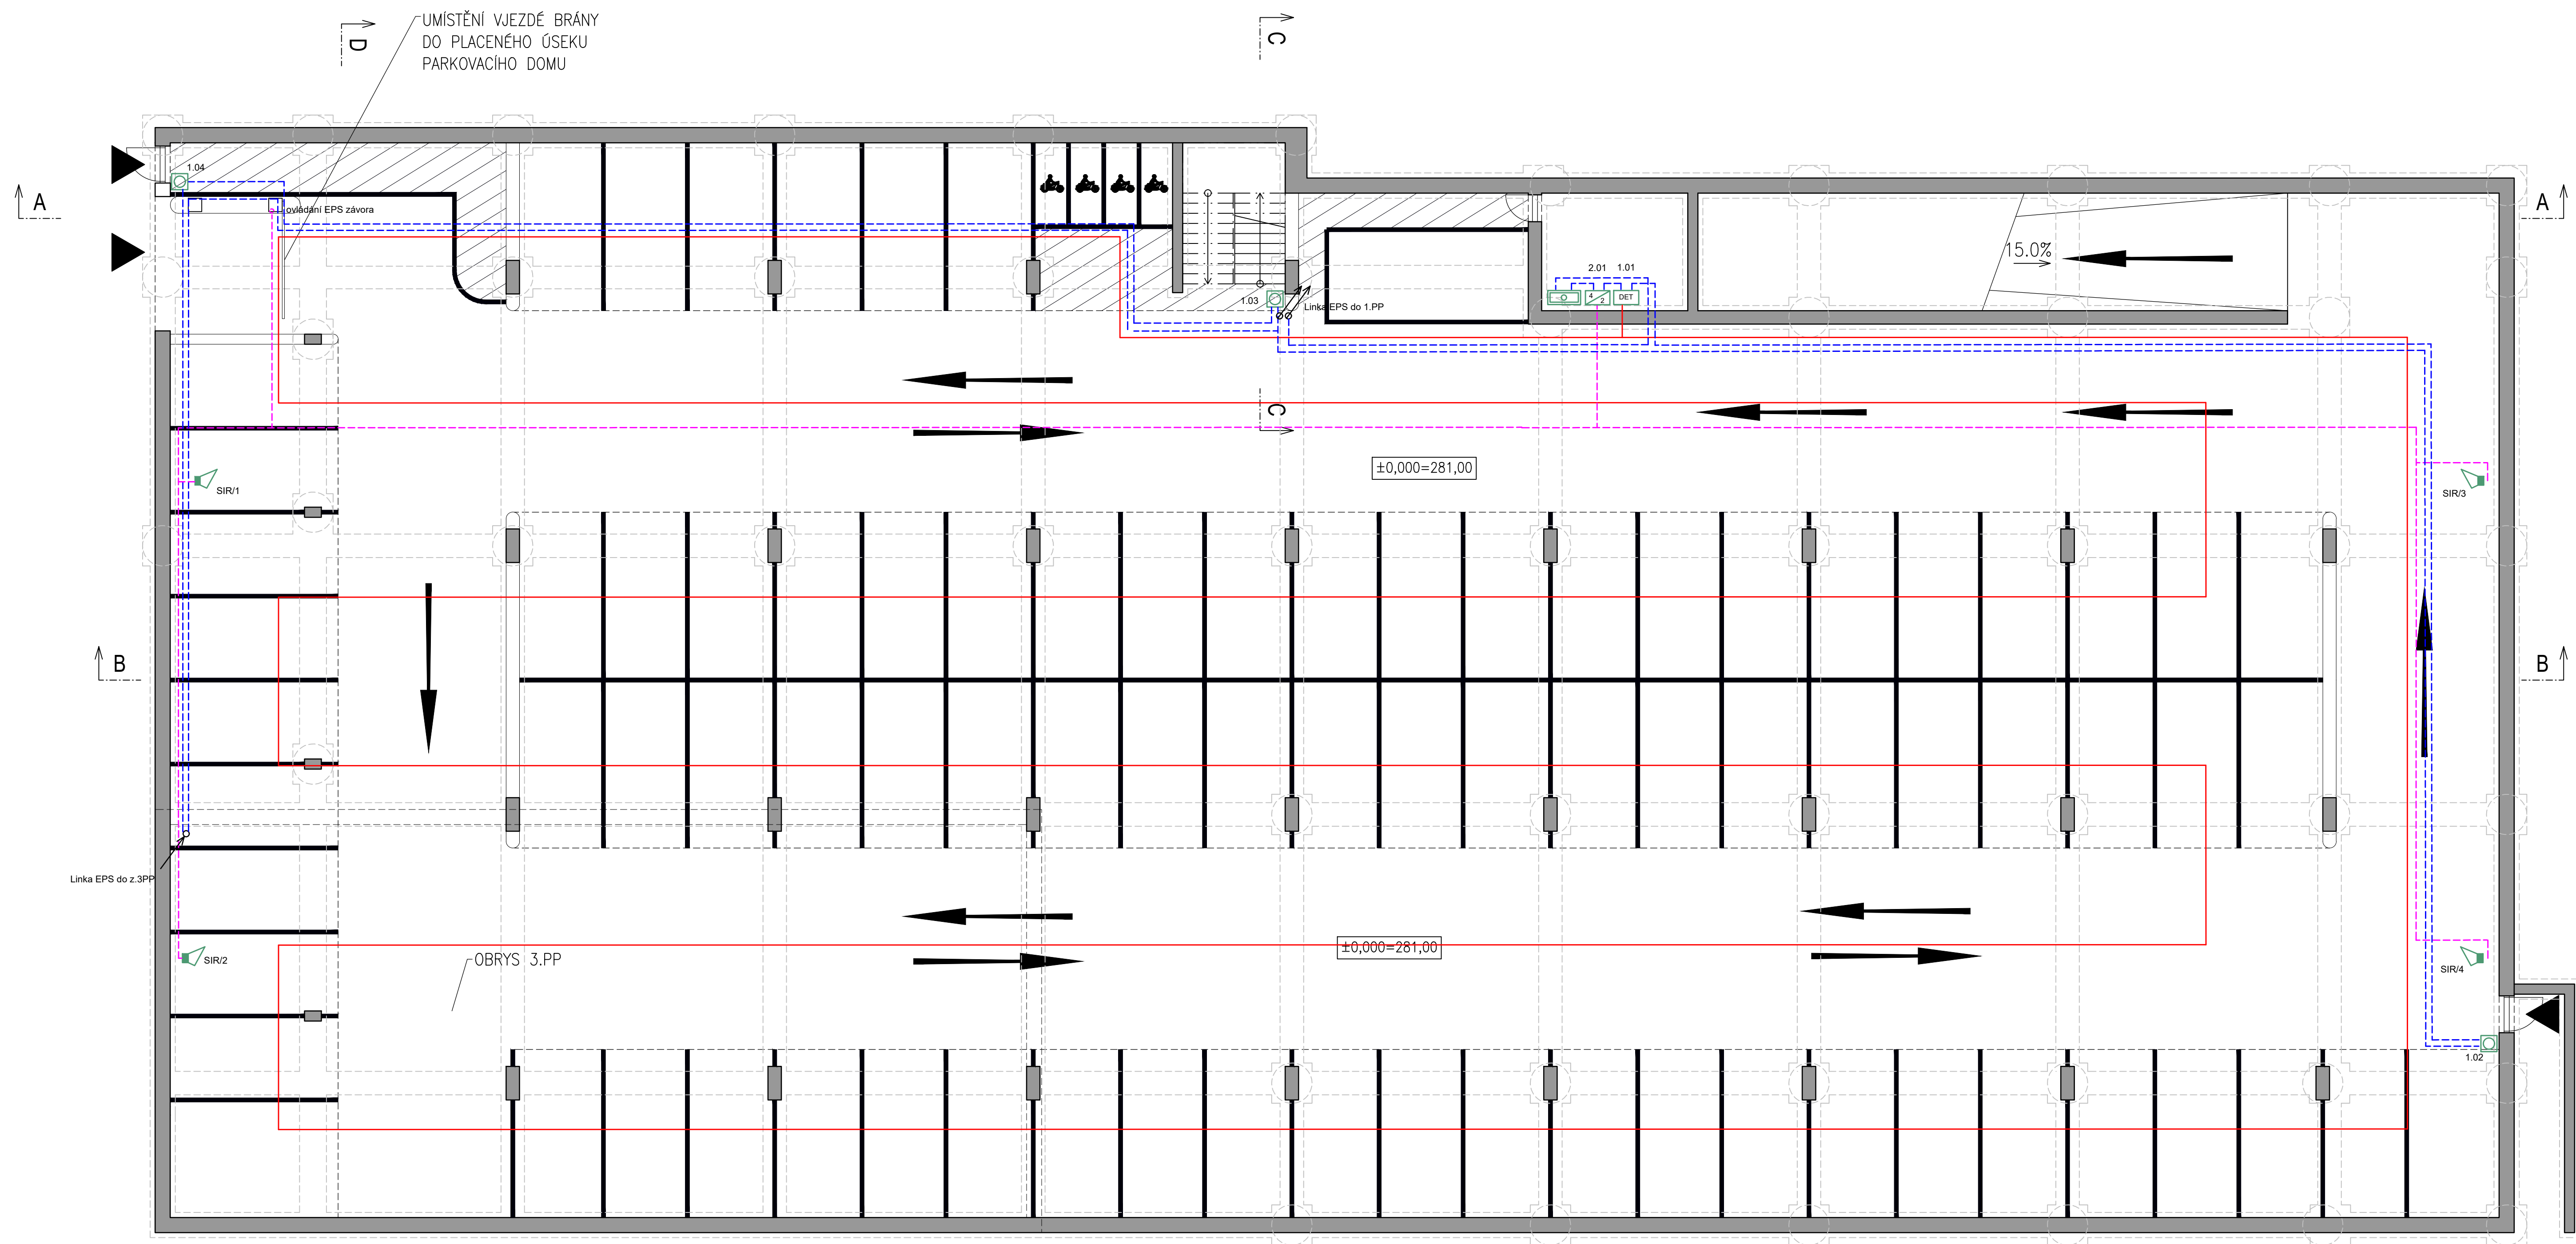 UMÍSTĚNÍ VJEZDÉ BRÁNY
DO PLACENÉHO ÚSEKU
PARKOVACÍHO DOMU
D
C
1.04
A
A
ovládání EPS závora
15.0%
2.01
1.01
4
2
DET
1.03
Linka EPS do 1.PP
C
±0,000=281,00
SIR/1
SIR/3
B
B
Linka EPS do z.3PP
±0,000=281,00
OBRYS 3.PP
SIR/2
SIR/4
1.02